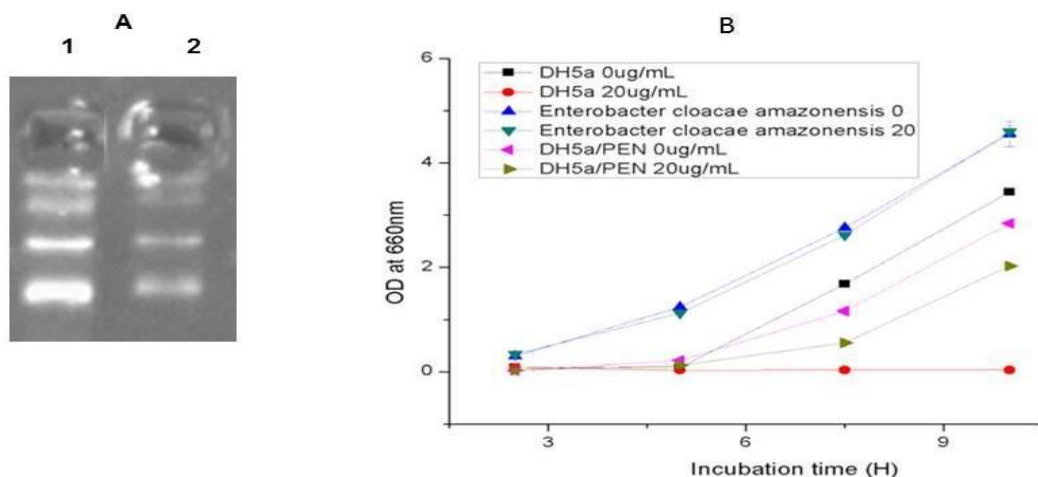 A
1 2
B
6
4
2
0
OD at 660nm
DH5a 0ug/mL
DH5a 20ug/mL
Enterobacter cloacae amazonensis 0
Enterobacter cloacae amazonensis 20
DH5a/PEN 0ug/mL
DH5a/PEN 20ug/mL
3 6 9
Incubation time (H)